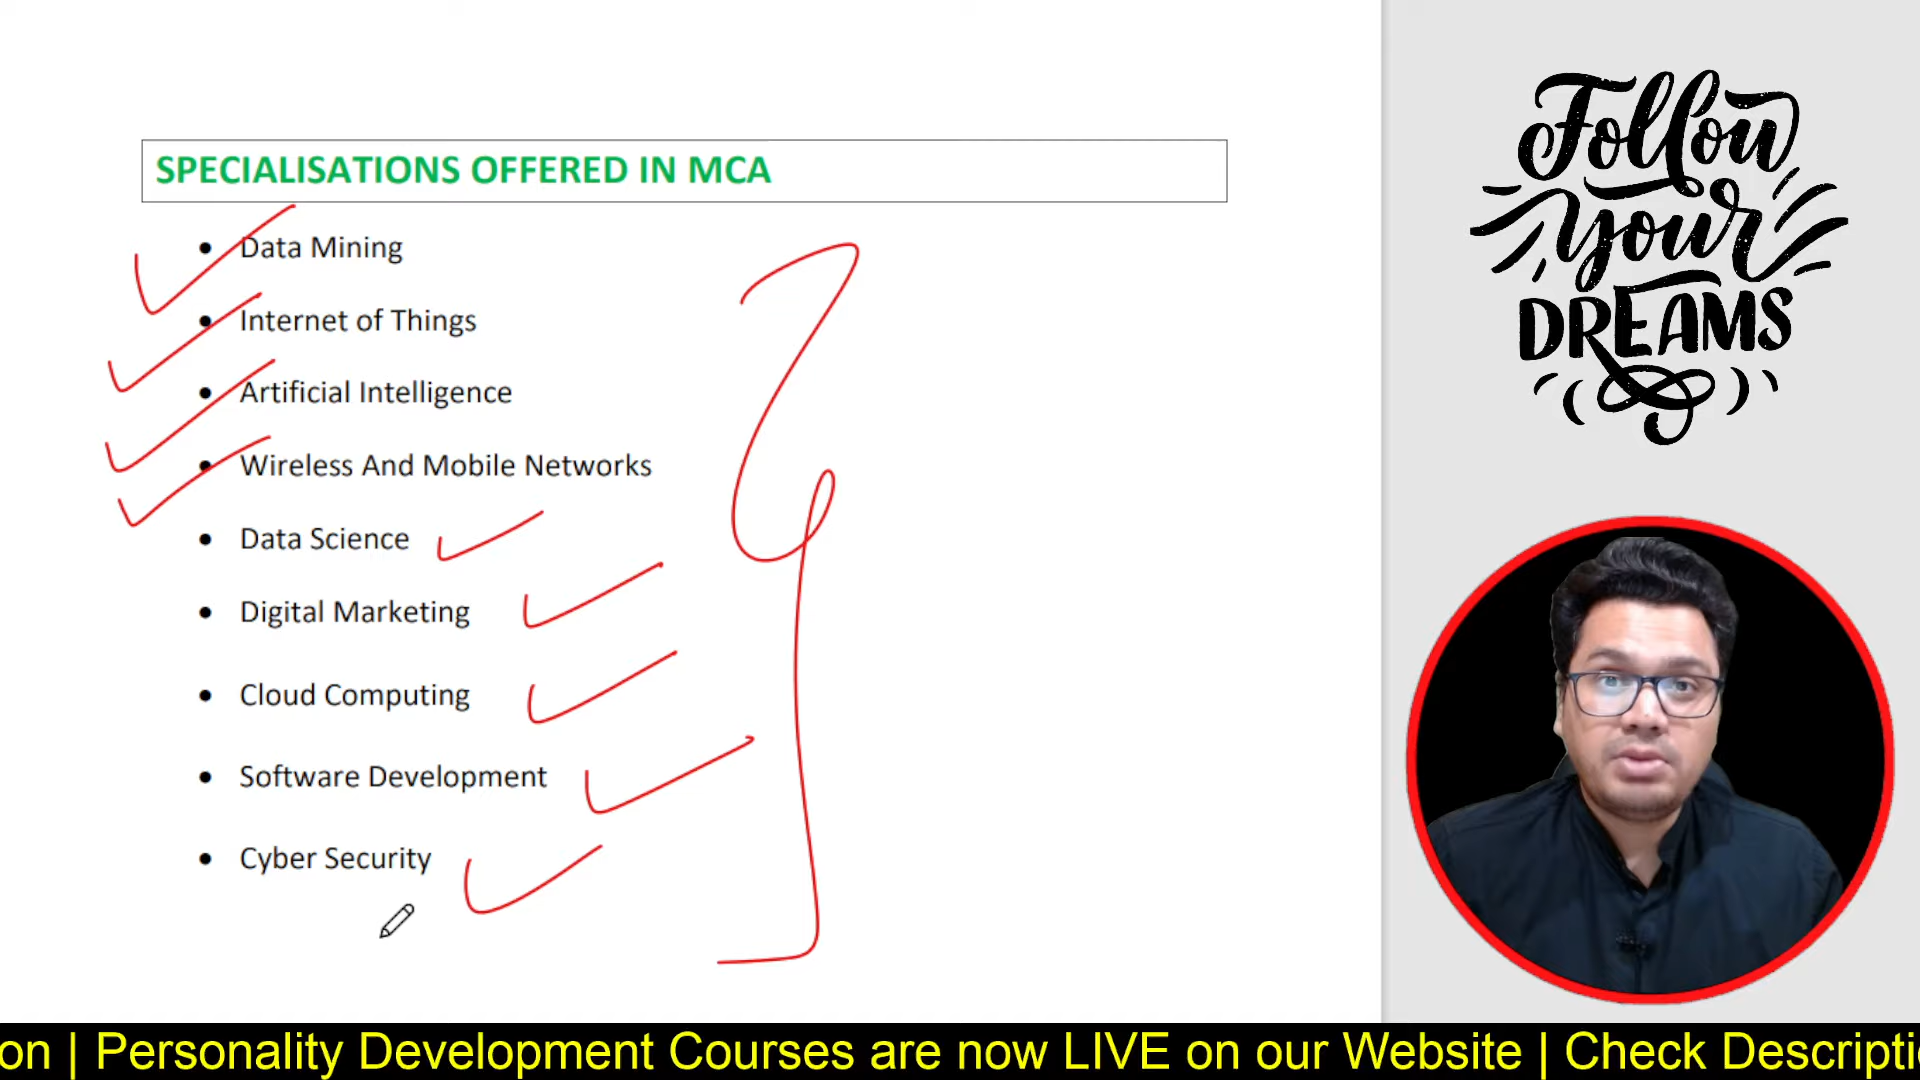 SPECIALISATIONS OFFERED IN MCA
• Data Mining
• Internet of Things
• Artificial Intelligence
• Wireless And Mobile Networks
• Data Science
• Digital Marketing
• Cloud Computing
• Software Development
• Cyber Security
Follow
your
DREAMS
on | Personality Development Courses are now LIVE on our Website | Check Descripti